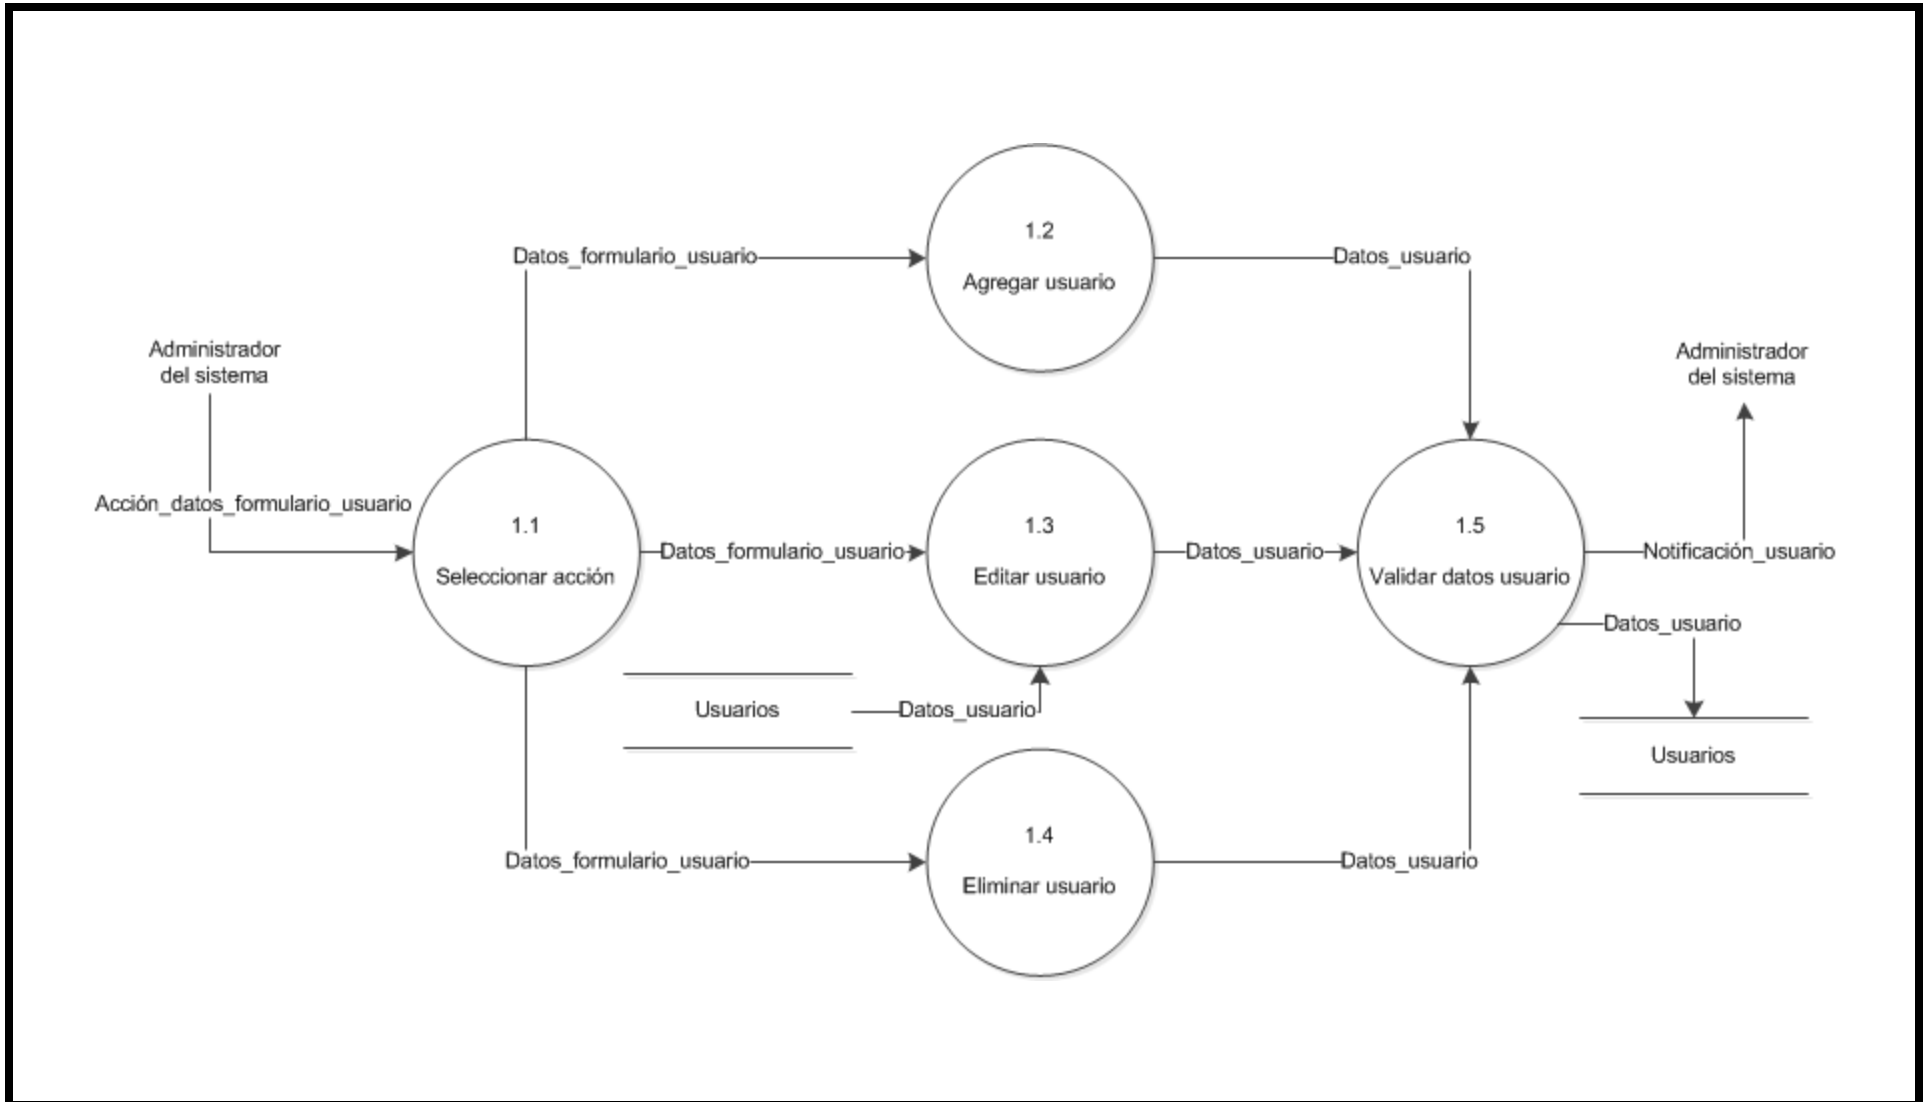 1.2
Datos_formulario_usuario
Datos_usuario
Agregar usuario
Administrador
del sistema
Administrador
del sistema
Acción_datos_formulario_usuario
1.1
Seleccionar acción
Datos_formulario_usuario
1.3
Editar usuario
Datos_usuario
1.5
Validar datos usuario
Notificación_usuario
Datos_usuario
Usuarios
Datos_usuario
Usuarios
1.4
Datos_formulario_usuario
Datos_usuario
Eliminar usuario